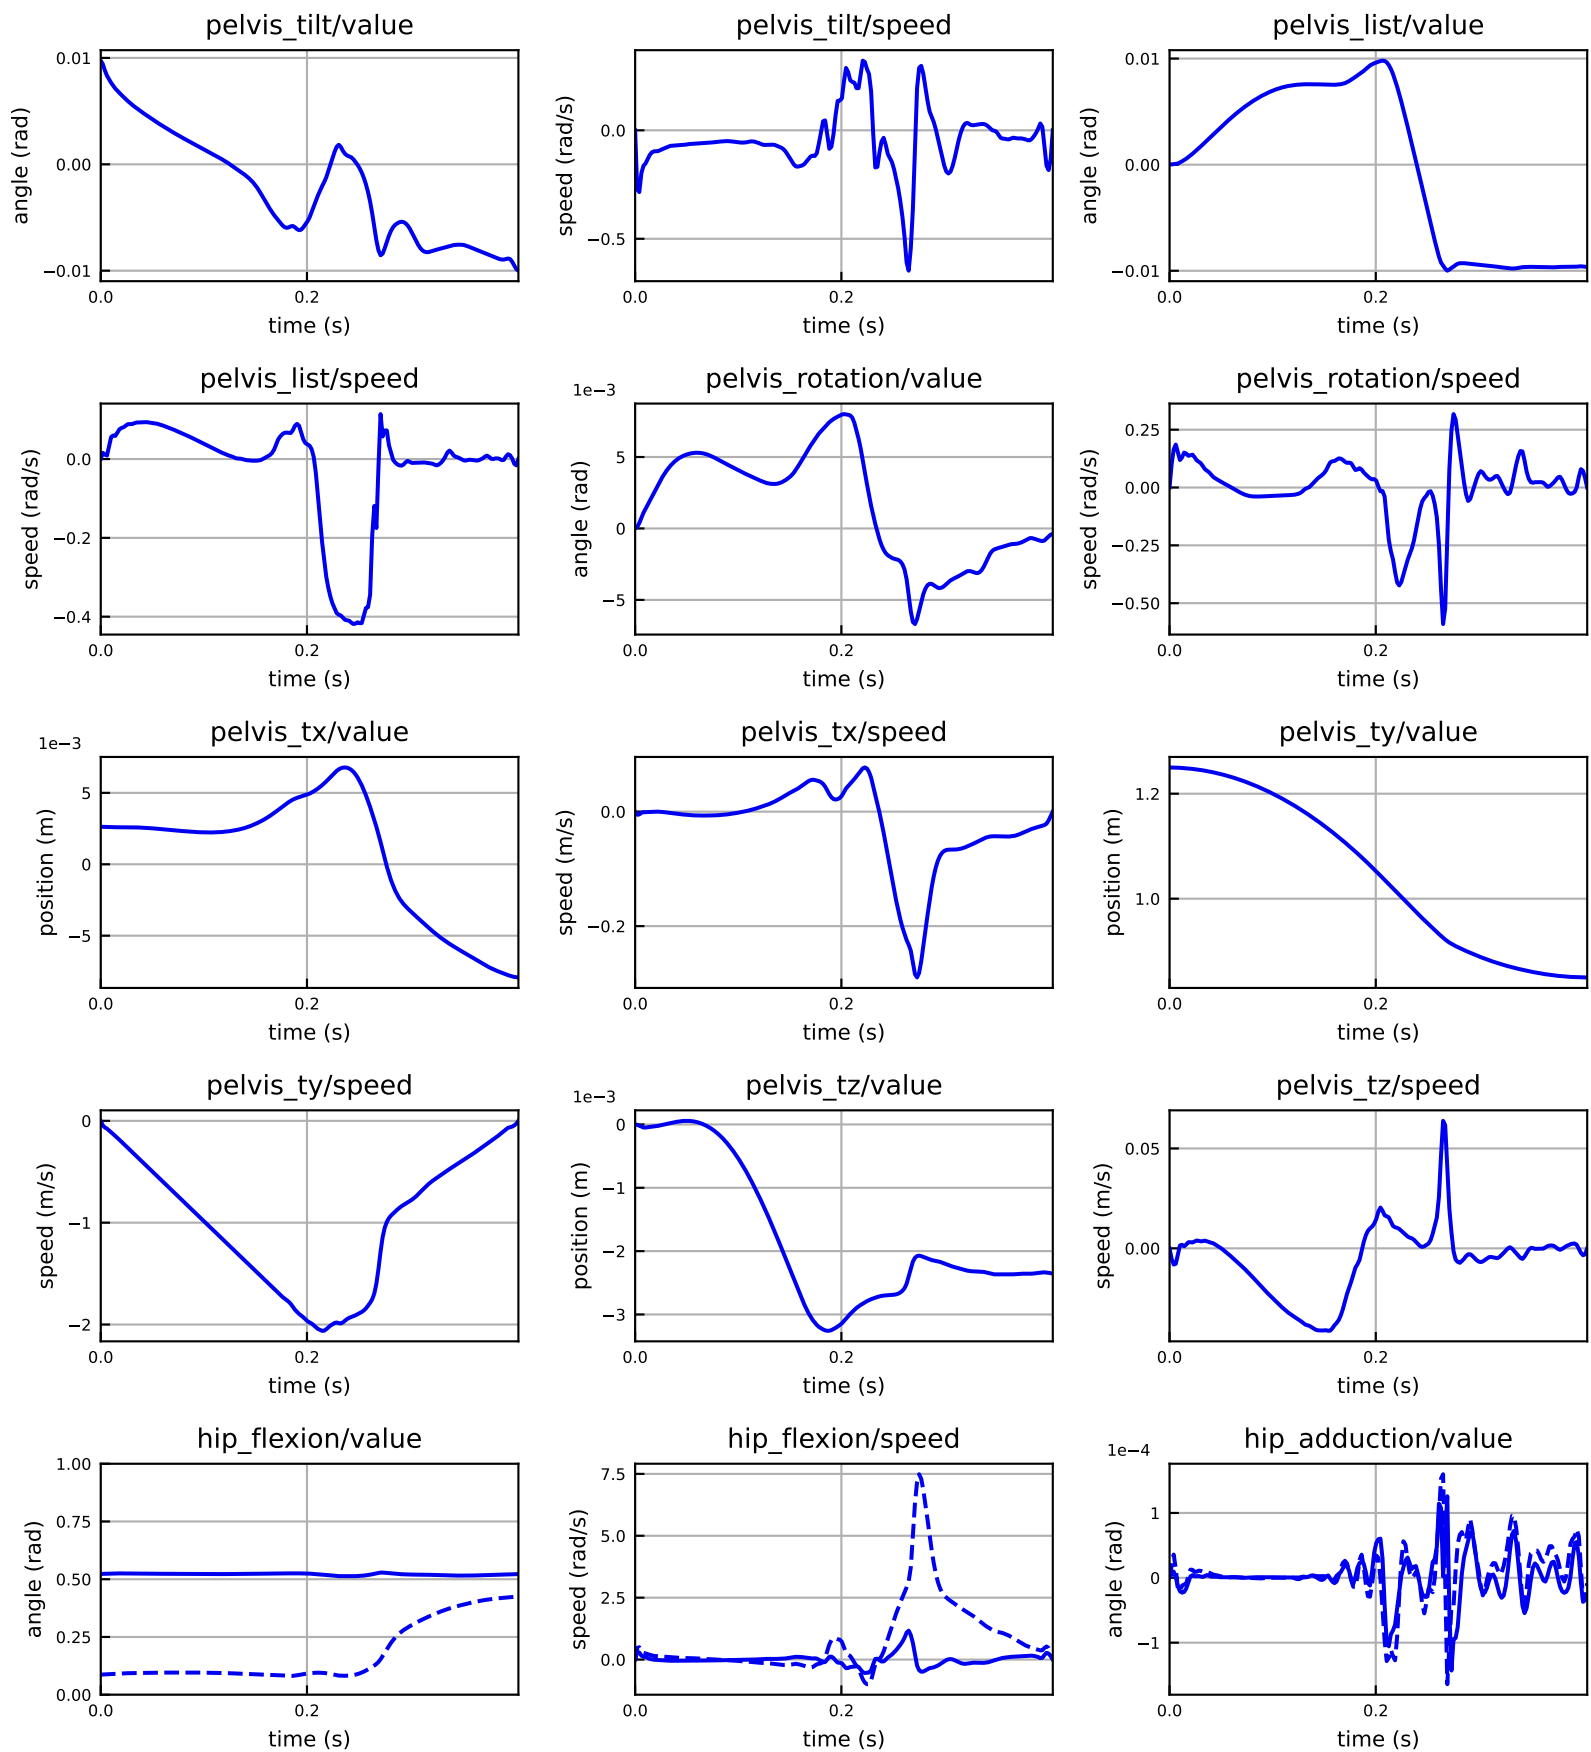 pelvis_tilt/value
pelvis_tilt/speed
pelvis_list/value
0.01
0.00
−0.01
angle (rad)
0.0
0.2
time (s)
0.0
−0.5
speed (rad/s)
0.0
0.2
time (s)
0.01
0.00
−0.01
angle (rad)
0.0
0.2
time (s)
pelvis_list/speed
pelvis_rotation/value
pelvis_rotation/speed
0.0
−0.2
−0.4
speed (rad/s)
0.0
0.2
time (s)
1e−3
5
0
−5
angle (rad)
0.0
0.2
time (s)
0.25
0.00
−0.25
−0.50
speed (rad/s)
0.0
0.2
time (s)
pelvis_tx/value
pelvis_tx/speed
pelvis_ty/value
1e−3
5
0
−5
position (m)
0.0
0.2
time (s)
0.0
−0.2
speed (m/s)
0.0
0.2
time (s)
1.2
1.0
position (m)
0.0
0.2
time (s)
pelvis_ty/speed
pelvis_tz/value
pelvis_tz/speed
0
−1
−2
speed (m/s)
0.0
0.2
time (s)
1e−3
0
−1
−2
−3
position (m)
0.0
0.2
time (s)
0.05
0.00
speed (m/s)
0.0
0.2
time (s)
hip_flexion/value
hip_flexion/speed
hip_adduction/value
1.00
0.75
0.50
0.25
0.00
angle (rad)
0.0
0.2
time (s)
7.5
5.0
2.5
0.0
speed (rad/s)
0.0
0.2
time (s)
1e−4
1
0
−1
angle (rad)
0.0
0.2
time (s)